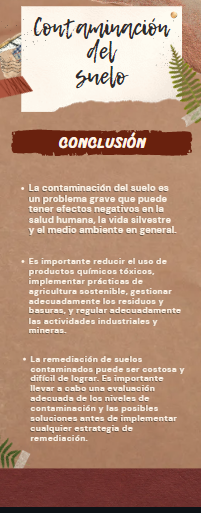 Contaminación
del
suelo
CONCLUSIÓN
• La contaminación del suelo es
un problema grave que puede
tener efectos negativos en la
salud humana, la vida silvestre
y el medio ambiente en general.
• Es importante reducir el uso de
productos químicos tóxicos,
implementar prácticas de
agricultura sostenible, gestionar
adecuadamente los residuos y
basuras, y regular adecuadamente
las actividades industriales y
mineras.
• La remediación de suelos
contaminados puede ser costosa y
difícil de lograr. Es importante
llevar a cabo una evaluación
adecuada de los niveles de
contaminación y las posibles
soluciones antes de implementar
cualquier estrategia de
remediación.